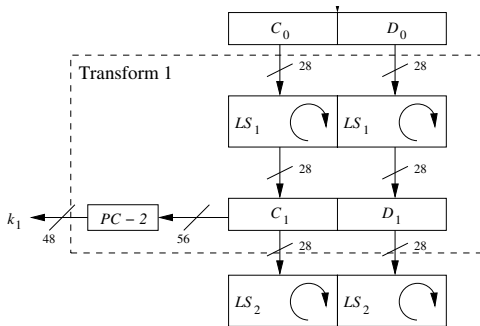 C0 D0
28 28
Transform 1
LS1 LS1
28 28
k1 48 PC – 2 56 C1 D1
28 28
LS2 LS2